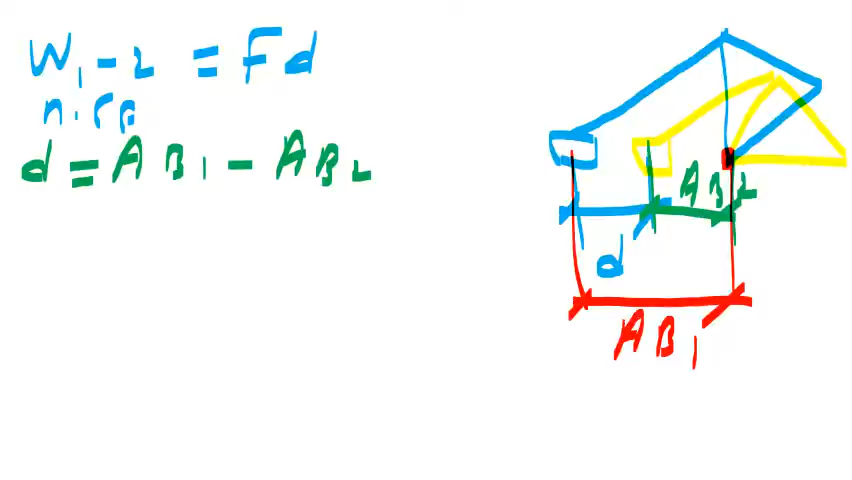 W₁-₂ = Fd
d = AB₁ - AB₂
AB₂
d
AB₁